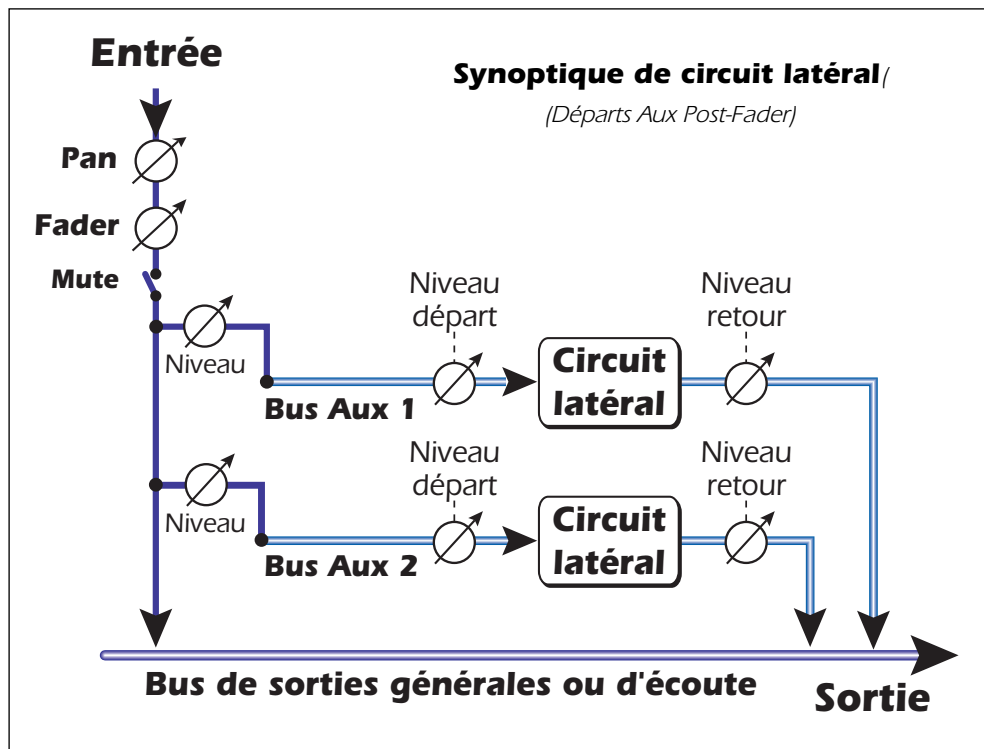 Entrée
Synoptique de circuit latéral(
(Départs Aux Post-Fader)
Pan
Fader
Mute
Niveau
Bus Aux 1
Niveau
départ
Circuit
latéral
Niveau
retour
Niveau
Bus Aux 2
Niveau
départ
Circuit
latéral
Niveau
retour
Bus de sorties générales ou d'écoute
Sortie